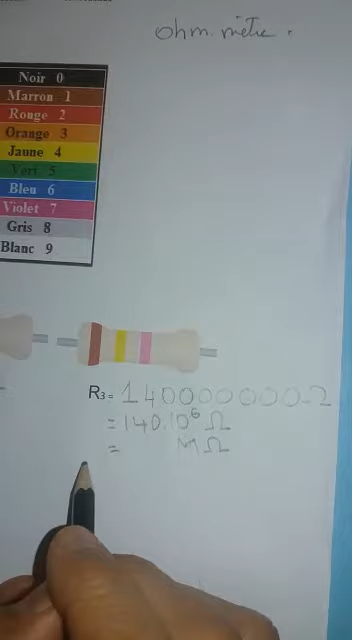 ohm. mètre.
Noir 0
Marron 1
Rouge 2
Orange 3
Jaune 4
Vert 5
Bleu 6
Violet 7
Gris 8
Blanc 9
R3= 140000000Ω
= 140.10⁶ Ω
= MΩ